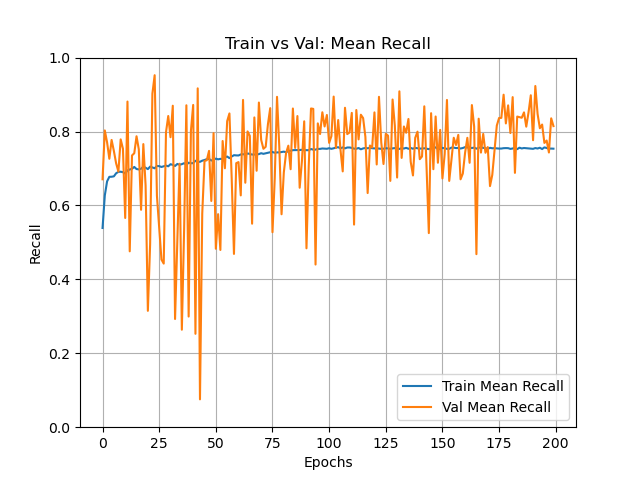 Train vs Val: Mean Recall
1.0
0.8
0.6
0.4
0.2
0.0
Recall
0 25 50 75 100 125 150 175 200
Epochs
Train Mean Recall
Val Mean Recall